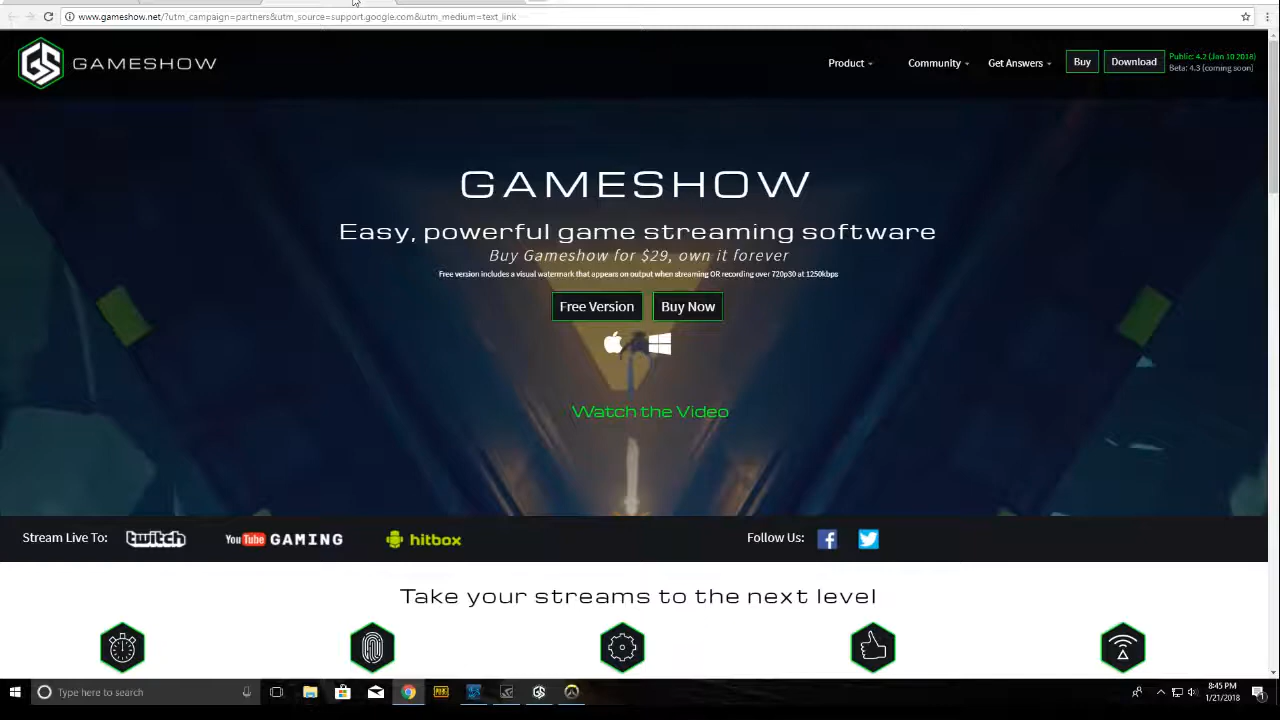 www.gameshow.net/?utm_campaign=partners&utm_source=support.google.com&utm_medium=text_link
GS GAMESHOW
Product Community Get Answers Buy Download Public: 4.2 (Jan 10 2018)
Beta: 4.3 (coming soon)
GAMESHOW
Easy, powerful game streaming software
Buy Gameshow for $29, own it forever
Free version includes a visual watermark that appears on output when streaming OR recording over 720p30 at 1250kbps
Free Version Buy Now
Watch the Video
Stream Live To: twitch YouTube GAMING hitbox Follow Us:
Take your streams to the next level
Type here to search
8:45 PM
1/21/2018